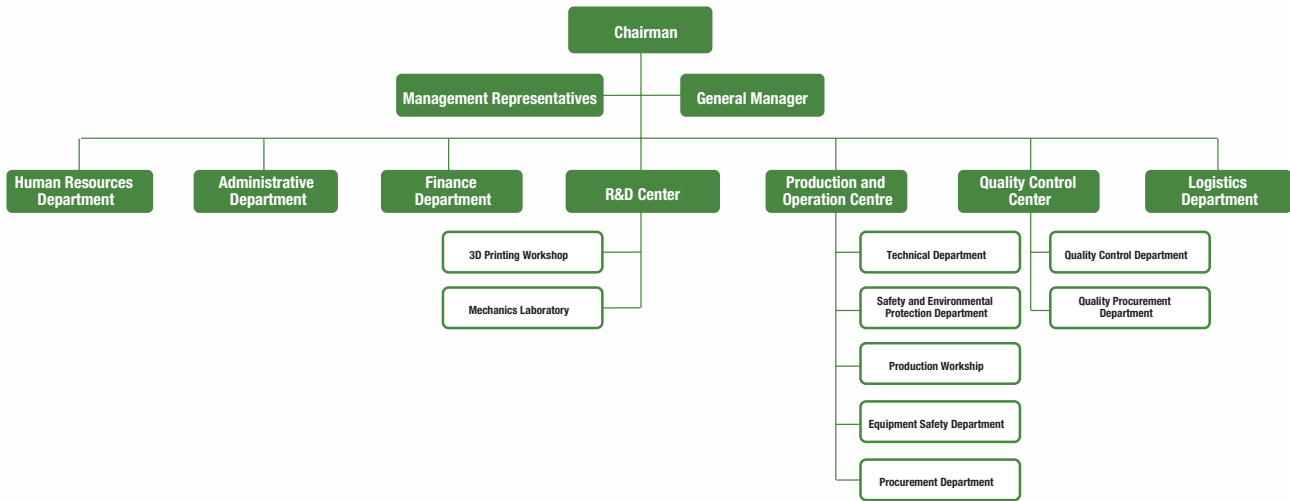 Chairman
Management Representatives
General Manager
Human Resources
Department
Administrative
Department
Finance
Department
R&D Center
Production and
Operation Centre
Quality Control
Center
Logistics
Department
3D Printing Workshop
Mechanics Laboratory
Technical Department
Safety and Environmental
Protection Department
Production Workship
Equipment Safety Department
Procurement Department
Quality Control Department
Quality Procurement
Department